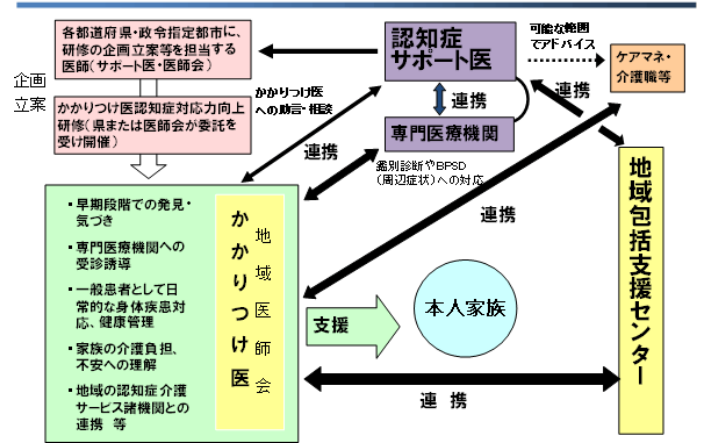 各都道府県・政令指定都市に、
研修の企画立案等を担当する
医師(サポート医・医師会)
企画
立案
かかりつけ医認知症対応力向上
研修(県または医師会が委託を
受け開催)
認知症
サポート医
可能な範囲
でアドバイス
ケアマネ・
介護職等
かかりつけ医
への助言・相談
連携
連携
連携
専門医療機関
鑑別診断やBPSD
(周辺症状)への対応
連携
地域包括支援センター
▪早期段階での発見・
気づき
▪専門医療機関への
受診誘導
▪一般患者として日
常的な身体疾患対
応、健康管理
▪家族の介護負担、
不安への理解
▪地域の認知症介護
サービス諸機関との
連携 等
かかりつけ医
地域医師会
支援
本人家族
連 携